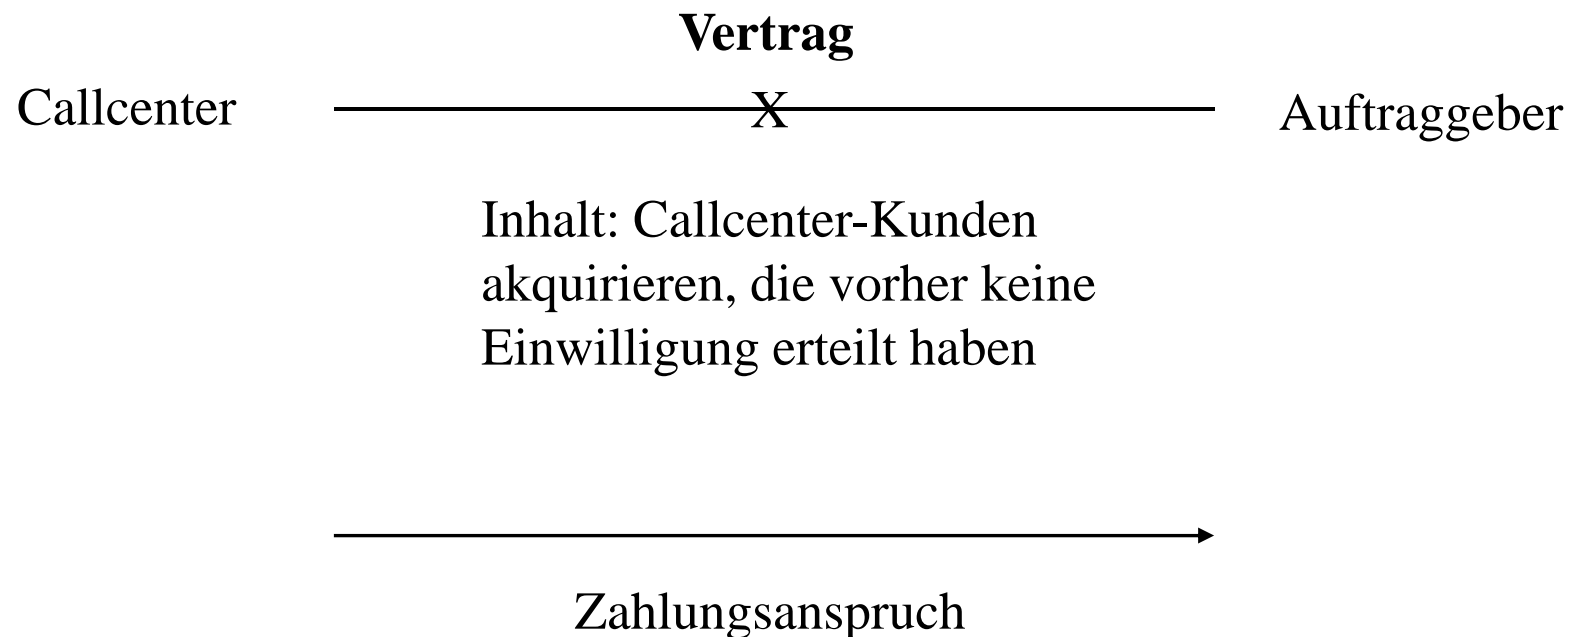 Vertrag
Callcenter
X
Auftraggeber
Inhalt: Callcenter-Kunden
akquirieren, die vorher keine
Einwilligung erteilt haben
Zahlungsanspruch